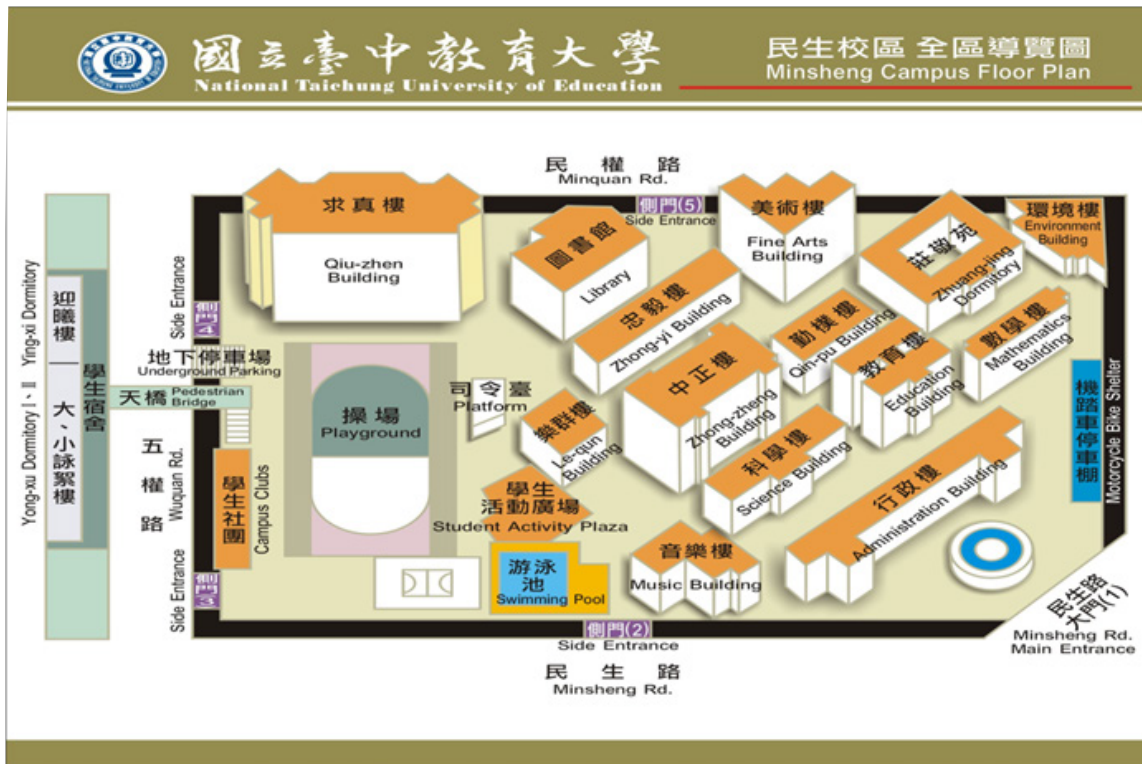 國立臺中教育大學
National Taichung University of Education
民生校區 全區導覽圖
Minsheng Campus Floor Plan
民權路
Minquan Rd.
求真樓
Qiu-zhen
Building
圖書館
Library
側門(5)
Side Entrance
美術樓
Fine Arts
Building
莊敬苑
Zhuang-jing
Dormitory
環境樓
Environment
Building
忠毅樓
Zhong-yi Building
勤樸樓
Qin-pu Building
教育樓
Education
Building
數學樓
Mathematics
Building
中正樓
Zhong-zheng
Building
科學樓
Science Building
樂群樓
Le-qun
Building
司令臺
Platform
操場
Playground
側門4
Side Entrance
地下停車場
Underground Parking
天橋 Pedestrian
Bridge
迎曦樓
Ying-xi Dormitory
大、小詠絮樓
Yong-xu Dormitory I、II
學生宿舍
五權路
Wuquan Rd.
學生社團
Campus Clubs
側門3
Side Entrance
學生
活動廣場
Student Activity Plaza
游泳
池
Swimming Pool
音樂樓
Music Building
行政樓
Administration Building
機踏車停車棚
Motorcycle Bike Shelter
側門(2)
Side Entrance
民生路
Minsheng Rd.
民生路
大門(1)
Minsheng Rd.
Main Entrance